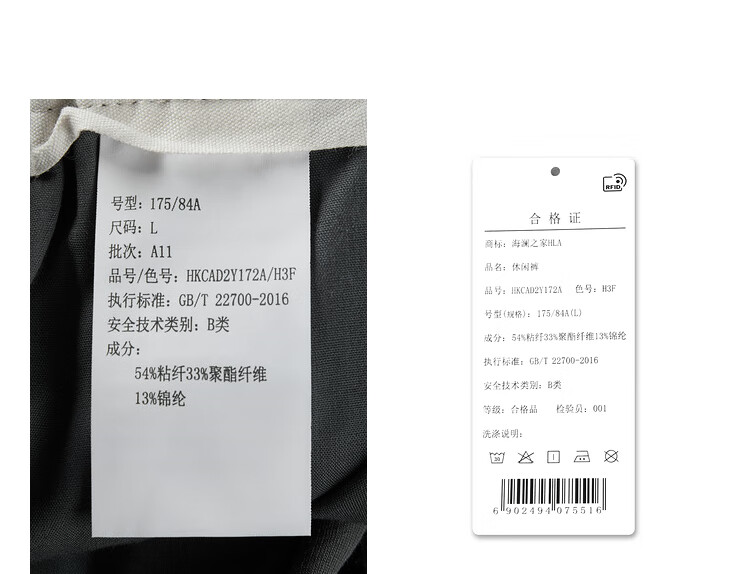 号型：175/84A
尺码：L
批次：A11
品号/色号：HKCAD2Y172A/H3F
执行标准：GB/T 22700-2016
安全技术类别：B类
成分：
54%粘纤33%聚酯纤维
13%锦纶
RFID
合格证
商标：海澜之家HLA
品名：休闲裤
品号：HKCAD2Y172A 色号：H3F
号型(规格)：175/84A(L)
成分：54%粘纤33%聚酯纤维13%锦纶
执行标准：GB/T 22700-2016
安全技术类别：B类
等级：合格品 检验员：001
洗涤说明：
30
6 902494 075516